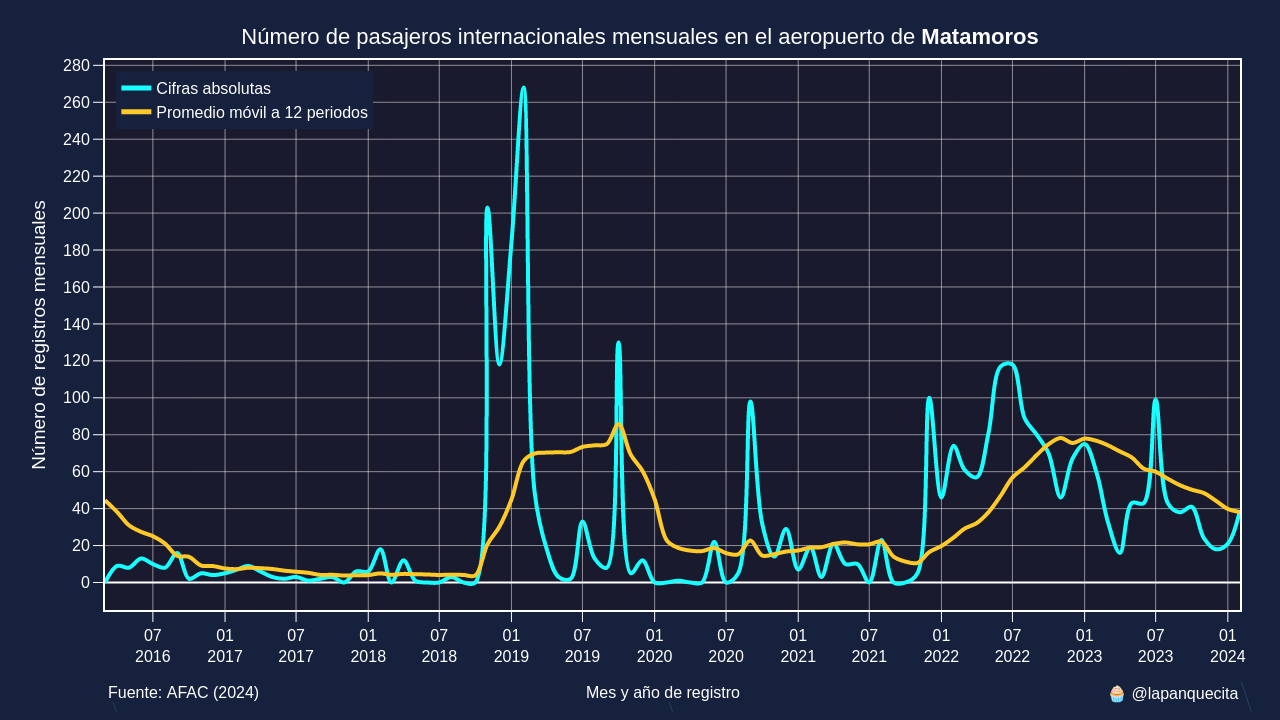 Número de pasajeros internacionales mensuales en el aeropuerto de Matamoros
Cifras absolutas
Promedio móvil a 12 periodos
Número de registros mensuales
280
260
240
220
200
180
160
140
120
100
80
60
40
20
0
07 01 07 01 07 01 07 01 07 01 07 01 07 01 07 01
2016 2017 2017 2018 2018 2019 2019 2020 2020 2021 2021 2022 2022 2023 2023 2024
Fuente: AFAC (2024) Mes y año de registro 🧁 @lapanquecita